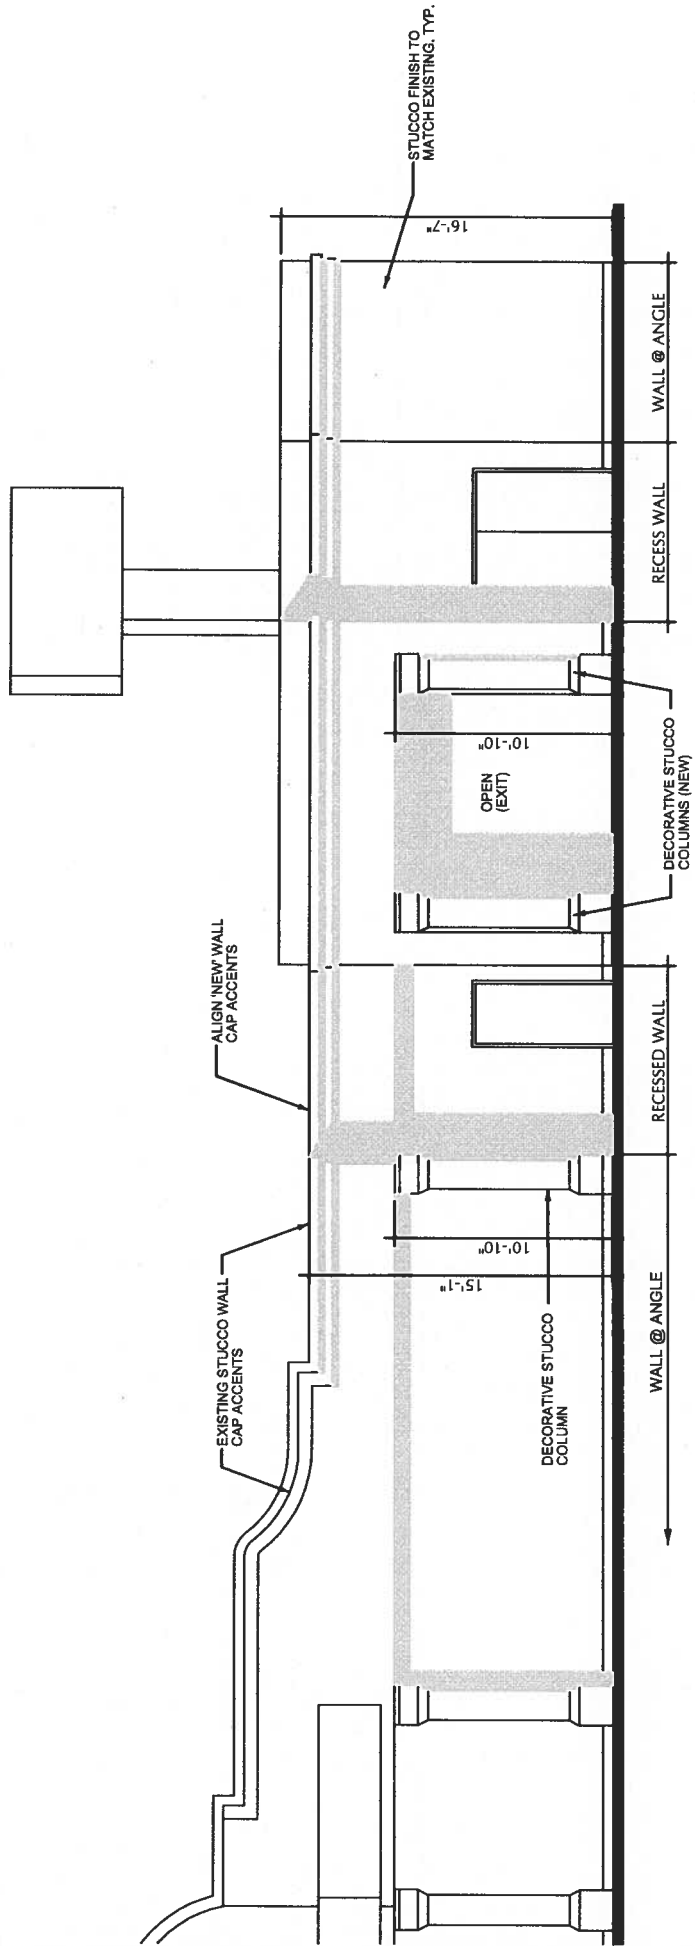 EXISTING STUCCO WALL
CAP ACCENTS
ALIGN 'NEW' WALL
CAP ACCENTS
STUCCO FINISH TO
MATCH EXISTING, TYP.
15'-1"
10'-10"
10'-10"
16'-7"
OPEN
(EXIT)
DECORATIVE STUCCO
COLUMN
WALL @ ANGLE
RECESSED WALL
DECORATIVE STUCCO
COLUMNS (NEW)
RECESS WALL
WALL @ ANGLE